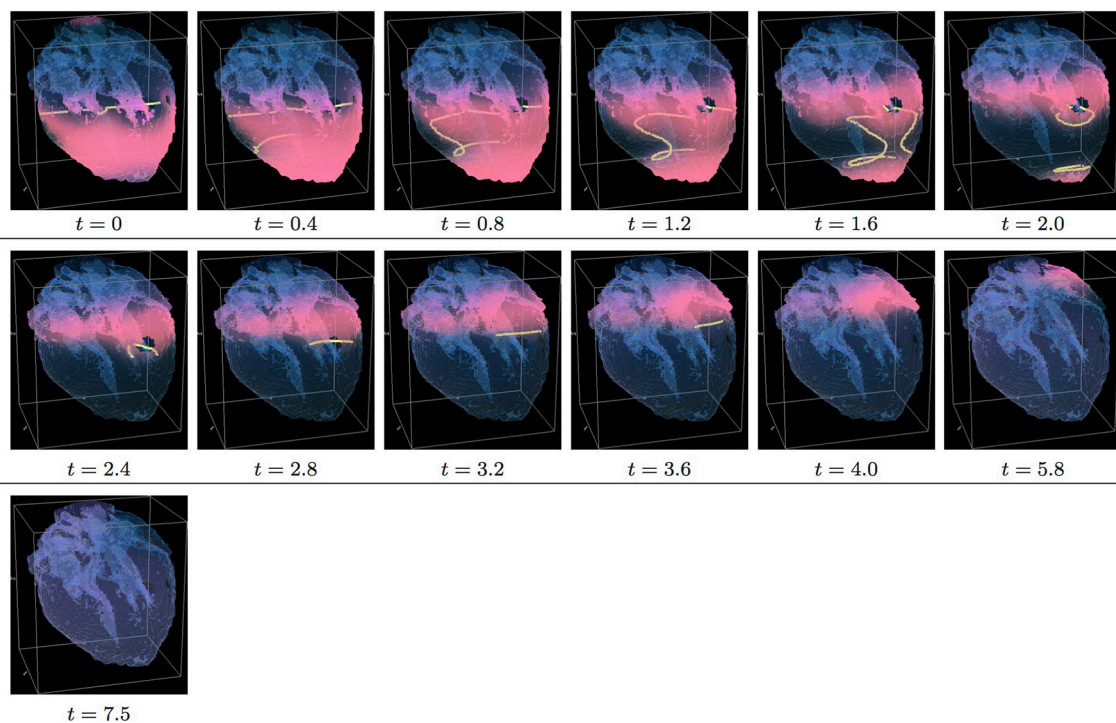 t = 0 t = 0.4 t = 0.8 t = 1.2 t = 1.6 t = 2.0
t = 2.4 t = 2.8 t = 3.2 t = 3.6 t = 4.0 t = 5.8
t = 7.5